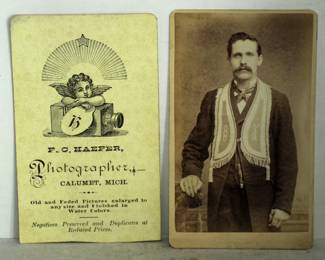 F. C. HAEFER,
Photographer,
CALUMET, MICH.
Old and Faded Pictures enlarged to
any size and Finished in
Water Colors.
Negatives Preserved and Duplicates at
Reduced Prices.